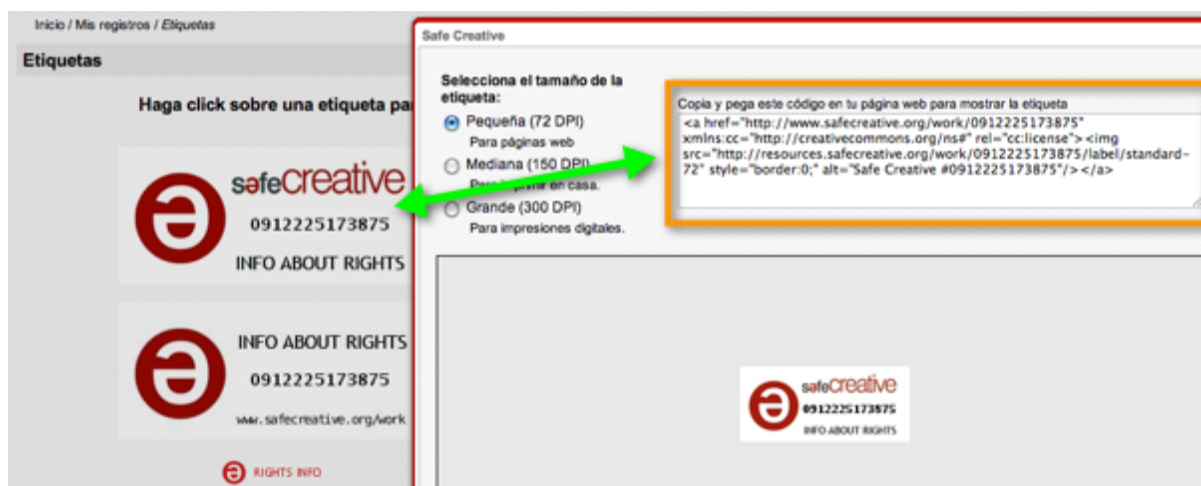 Inicio / Mis registros / Etiquetas
Etiquetas
Haga click sobre una etiqueta pa
safecreative
0912225173875
INFO ABOUT RIGHTS
INFO ABOUT RIGHTS
0912225173875
www.safecreative.org/work
RIGHTS INFO
Safe Creative
Selecciona el tamaño de la
etiqueta:
Pequeña (72 DPI)
Para páginas web
Mediana (150 DPI)
Para imprimir en casa.
Grande (300 DPI)
Para impresiones digitales.
Copia y pega este código en tu página web para mostrar la etiqueta
<a href="http://www.safecreative.org/work/0912225173875"
xmlns:cc="http://creativecommons.org/ns#" rel="cc:license"><img
src="http://resources.safecreative.org/work/0912225173875/label/standard-
72" style="border:0;" alt="Safe Creative #0912225173875"/></a>
safecreative
0912225173875
INFO ABOUT RIGHTS